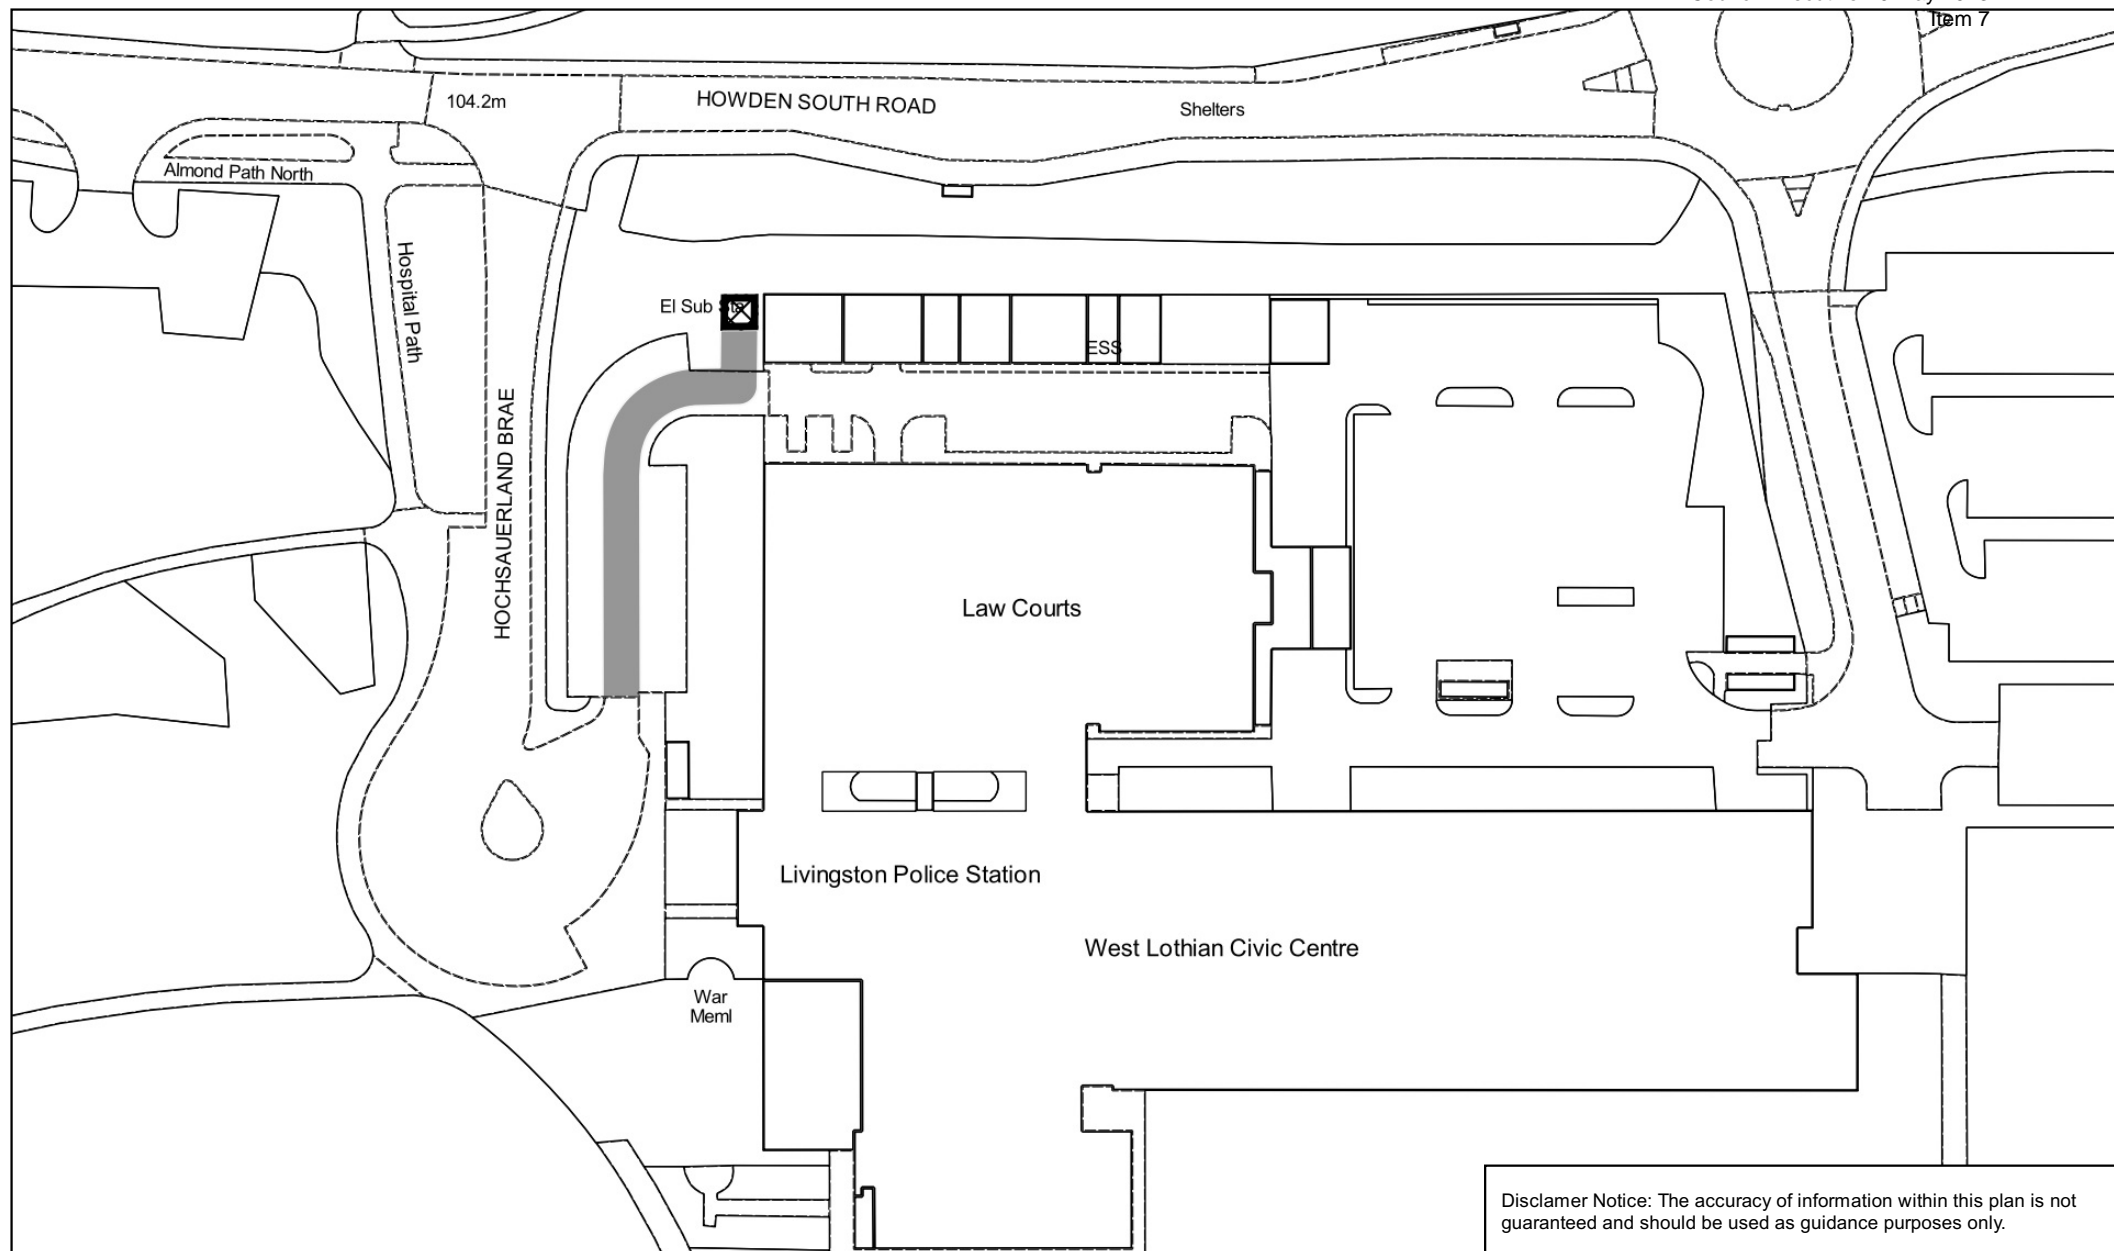 Item 7
104.2m
HOWDEN SOUTH ROAD
Shelters
Almond Path North
Hospital Path
El Sub Sta
ESS
HOCHSAUERLAND BRAE
Law Courts
Livingston Police Station
West Lothian Civic Centre
War
Meml
Disclamer Notice: The accuracy of information within this plan is not
guaranteed and should be used as guidance purposes only.